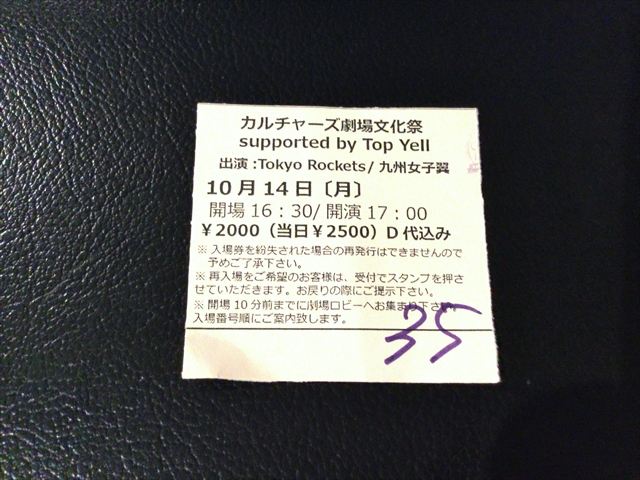 カルチャーズ劇場文化祭
supported by Top Yell
出演:Tokyo Rockets/ 九州女子翼
10月14日〔月〕
開場16:30/ 開演17:00
¥2000（当日¥2500）D代込み
※ 入場券を紛失された場合の再発行はできませんので
予めご了承下さい。
※ 再入場をご希望のお客様は、受付でスタンプを押さ
せていただきます。お戻りの際にご提示下さい。
※ 開場10分前までに劇場ロビーへお集まり下さい。
入場番号順にご案内致します。
35